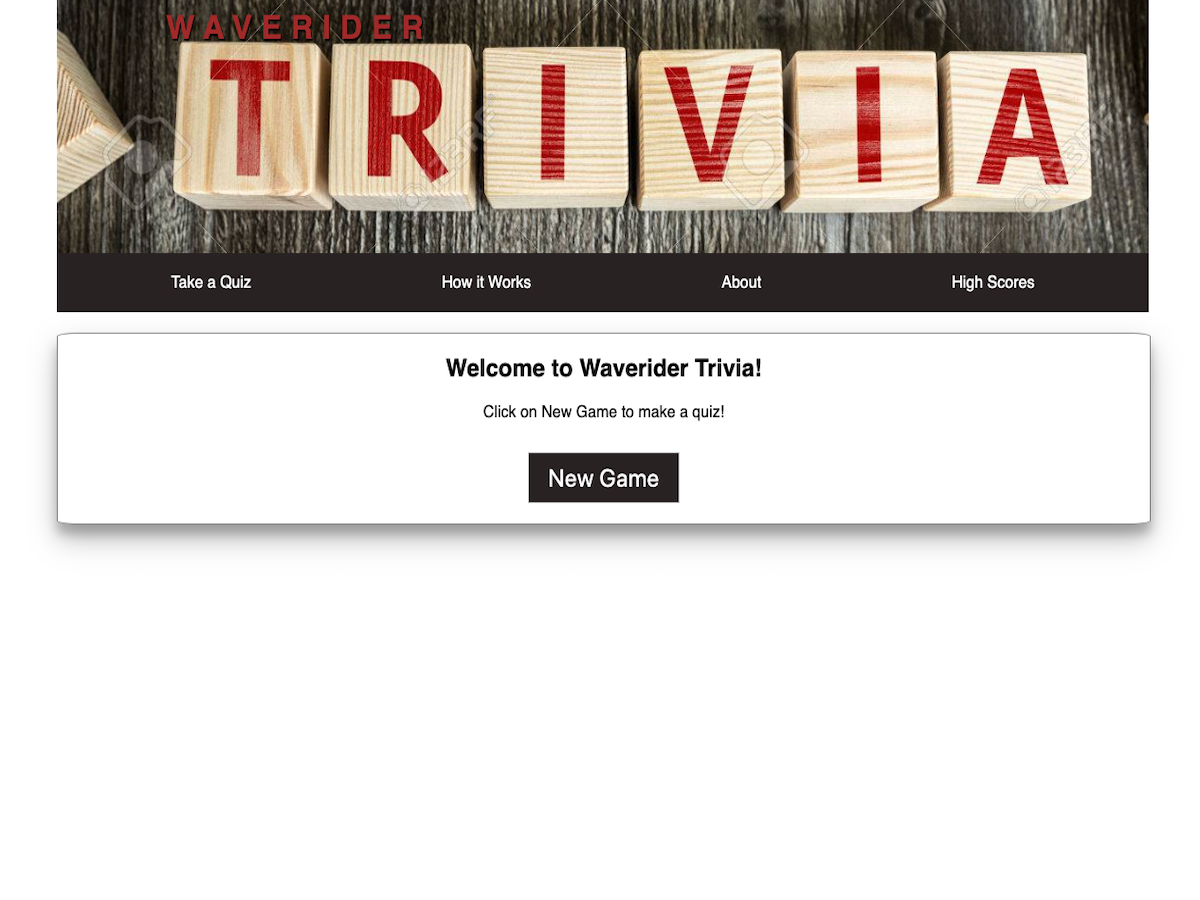 WAVERIDER
TRIVIA
Take a Quiz How it Works About High Scores
Welcome to Waverider Trivia!
Click on New Game to make a quiz!
New Game